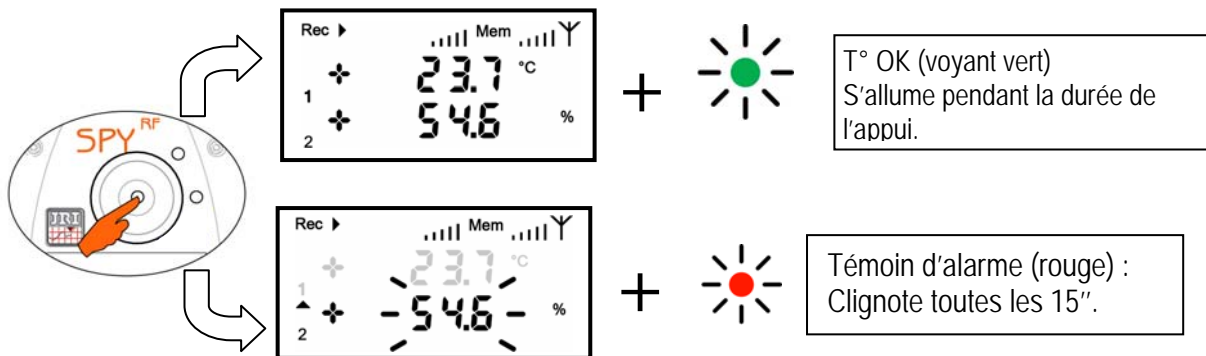 Rec Mem
1 23.7 °C
2 54.6 %
+
T° OK (voyant vert)
S'allume pendant la durée de
l'appui.
SPY RF
JRI
Rec Mem
1 23.7 °C
2 54.6 %
+
Témoin d'alarme (rouge) :
Clignote toutes les 15''.